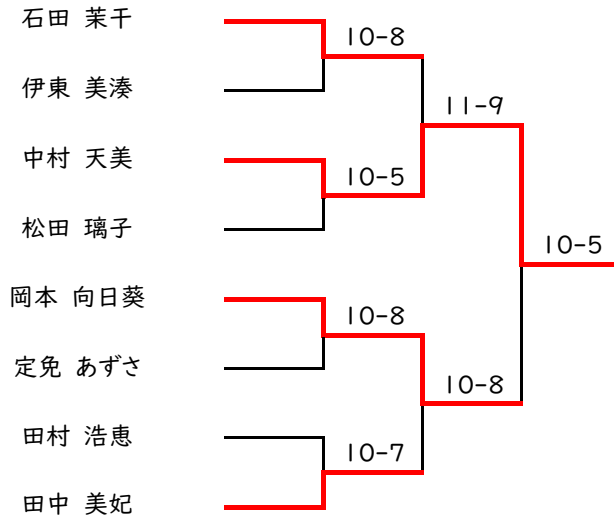 石田 茉干
10-8
伊東 美湊
11-9
中村 天美
10-5
松田 璃子
10-5
岡本 向日葵
10-8
定免 あずさ
10-8
田村 浩恵
10-7
田中 美妃